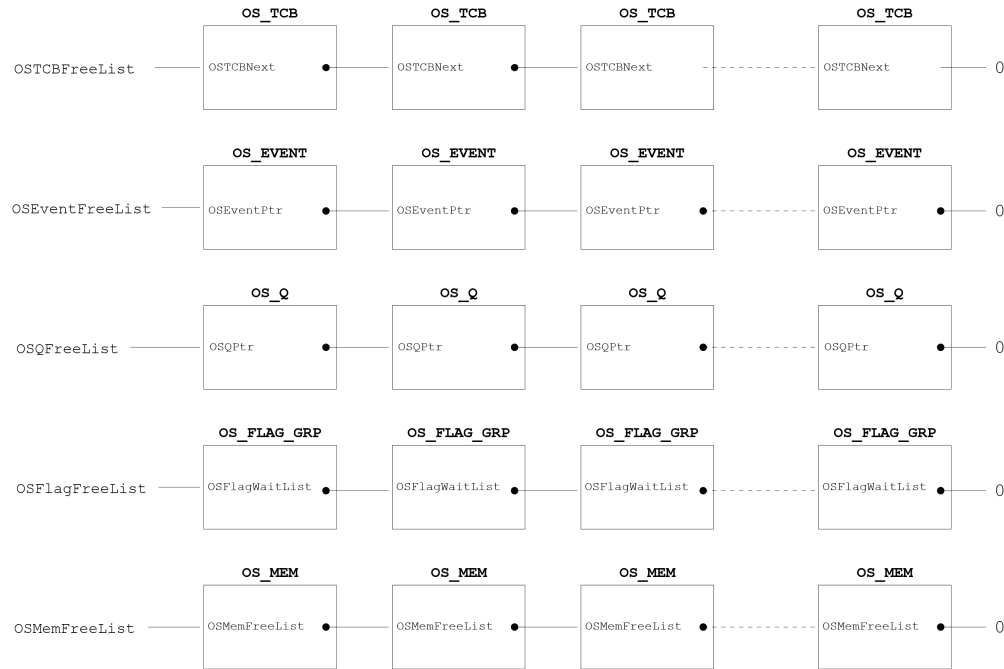 OS_TCB OS_TCB OS_TCB OS_TCB
OSTCBFreeList OSTCBNext OSTCBNext OSTCBNext OSTCBNext 0
OS_EVENT OS_EVENT OS_EVENT OS_EVENT
OSEventFreeList OSEventPtr OSEventPtr OSEventPtr OSEventPtr 0
OS_Q OS_Q OS_Q OS_Q
OSQFreeList OSQPtr OSQPtr OSQPtr OSQPtr 0
OS_FLAG_GRP OS_FLAG_GRP OS_FLAG_GRP OS_FLAG_GRP
OSFlagFreeList OSFlagWaitList OSFlagWaitList OSFlagWaitList OSFlagWaitList 0
OS_MEM OS_MEM OS_MEM OS_MEM
OSMemFreeList OSMemFreeList OSMemFreeList OSMemFreeList OSMemFreeList 0